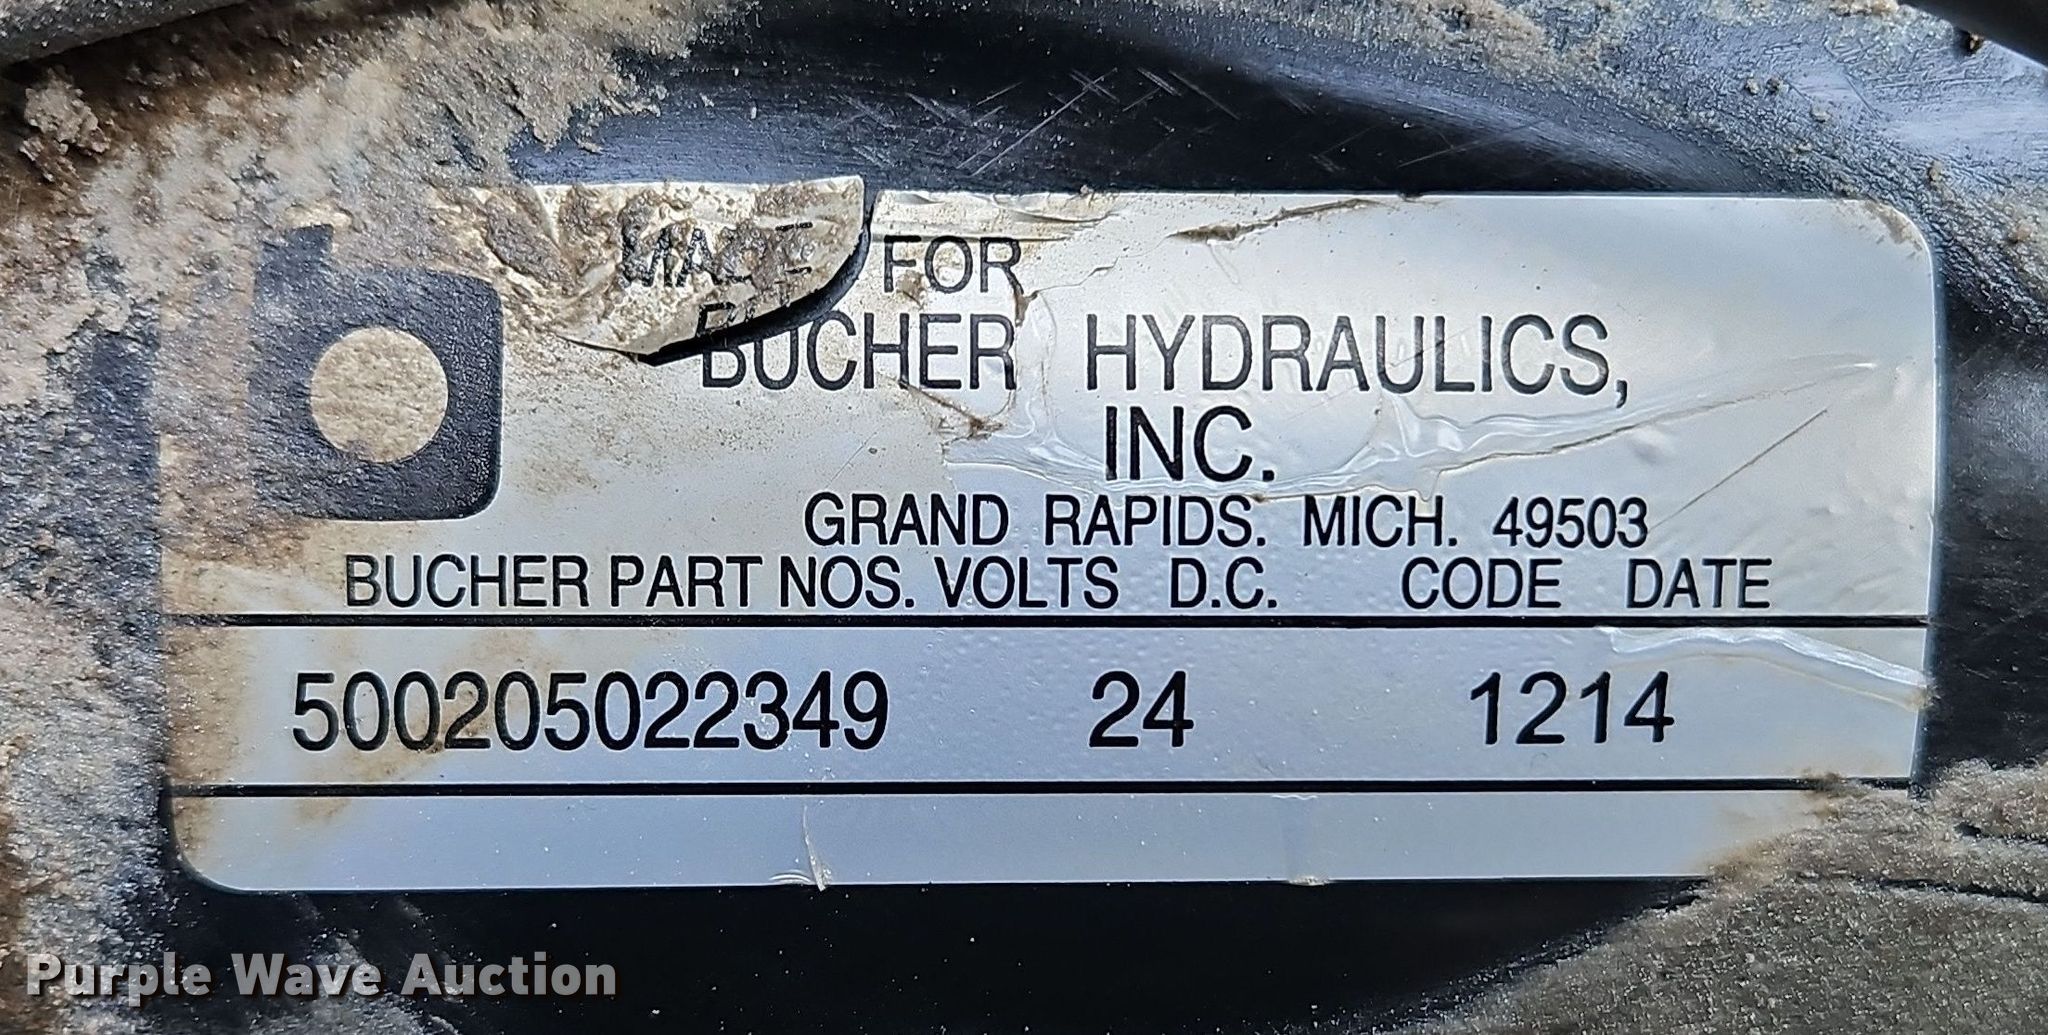 MADE FOR
BUCHER HYDRAULICS,
INC.
GRAND RAPIDS. MICH. 49503
BUCHER PART NOS. VOLTS D.C. CODE DATE
500205022349 24 1214
Purple Wave Auction